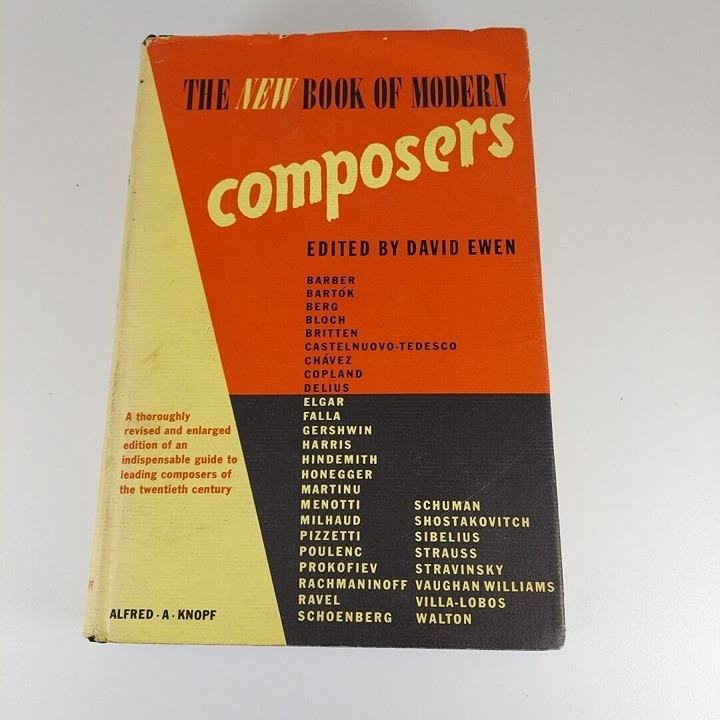 THE NEW BOOK OF MODERN
composers
EDITED BY DAVID EWEN
BARBER
BARTÓK
BERG
BLOCH
BRITTEN
CASTELNUOVO-TEDESCO
CHÁVEZ
COPLAND
DELIUS
ELGAR
FALLA
GERSHWIN
HARRIS
HINDEMITH
HONEGGER
MARTINU
MENOTTI
MILHAUD
PIZZETTI
POULENC
PROKOFIEV
RACHMANINOFF
RAVEL
SCHOENBERG
SCHUMAN
SHOSTAKOVITCH
SIBELIUS
STRAUSS
STRAVINSKY
VAUGHAN WILLIAMS
VILLA-LOBOS
WALTON
A thoroughly
revised and enlarged
edition of an
indispensable guide to
leading composers of
the twentieth century
ALFRED · A · KNOPF